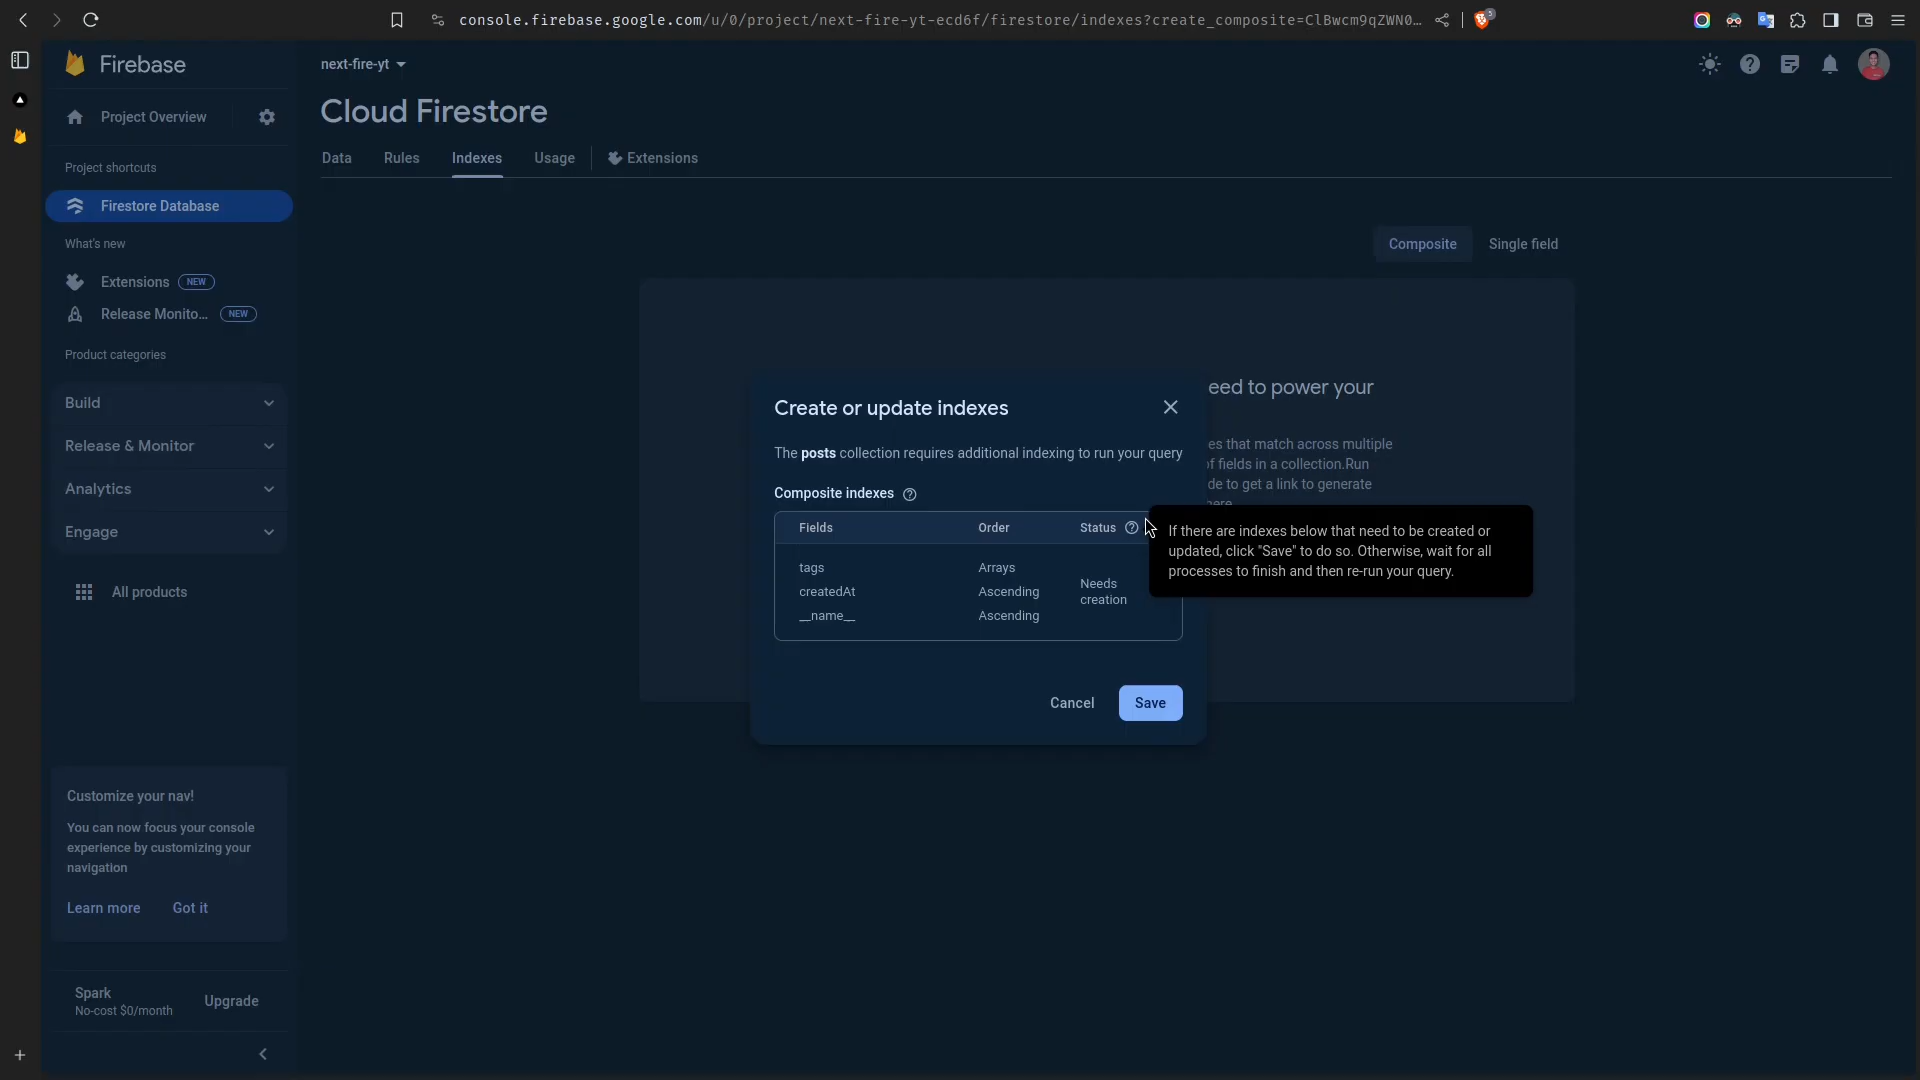 console.firebase.google.com/u/0/project/next-fire-yt-ecd6f/firestore/indexes?create_composite=ClBwcm9qZWN0…
5
Firebase
next-fire-yt
Project Overview
Cloud Firestore
Data Rules Indexes Usage Extensions
Project shortcuts
Firestore Database
What's new
Composite Single field
Extensions NEW
Release Monito… NEW
Product categories
Build
Release & Monitor
Analytics
Engage
All products
eed to power your
es that match across multiple
of fields in a collection.Run
de to get a link to generate
here.
Create or update indexes
The posts collection requires additional indexing to run your query
Composite indexes
Fields Order Status
tags Arrays
createdAt Ascending
__name__ Ascending
Needs
creation
If there are indexes below that need to be created or
updated, click "Save" to do so. Otherwise, wait for all
processes to finish and then re-run your query.
Cancel Save
Customize your nav!
You can now focus your console
experience by customizing your
navigation
Learn more Got it
Spark
No-cost $0/month
Upgrade